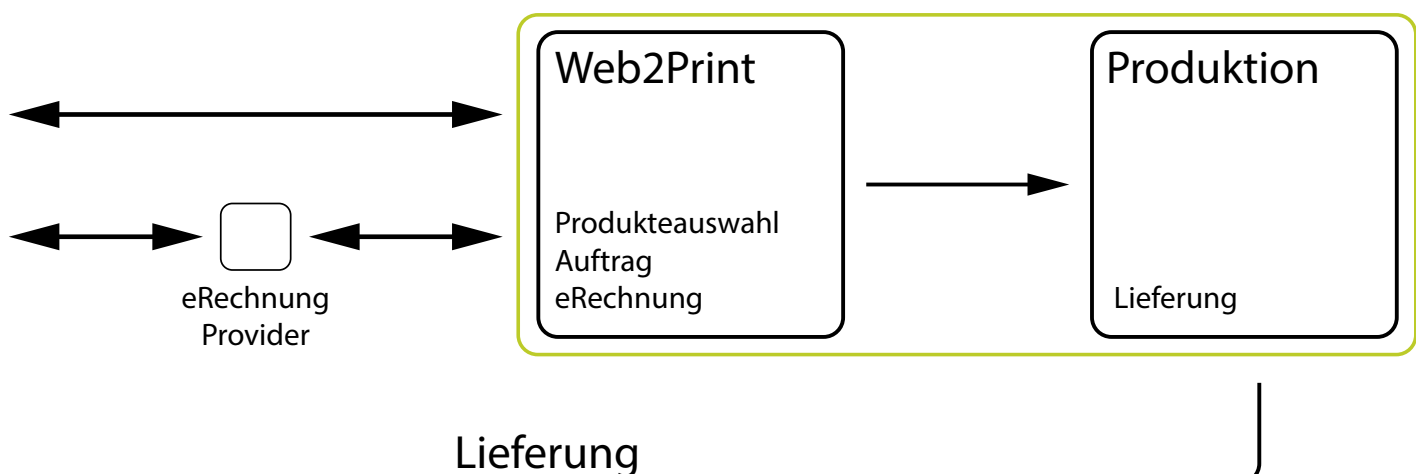 Web2Print
Produktion
Produkteauswahl
Auftrag
eRechnung
Lieferung
eRechnung
Provider
Lieferung